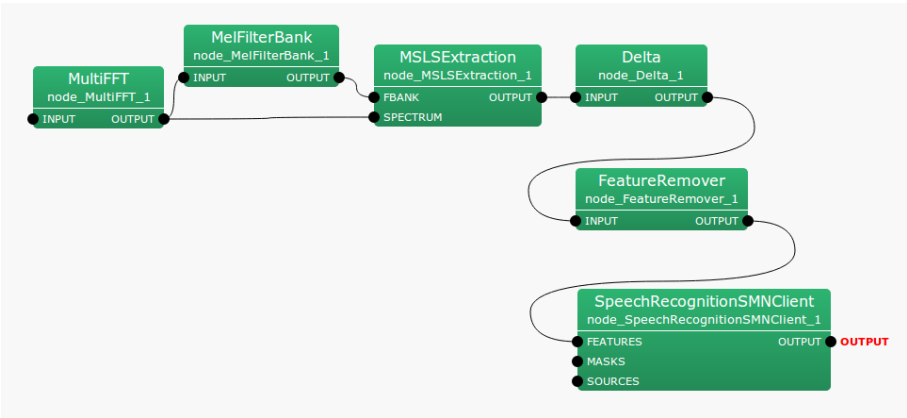 MultiFFT
node_MultiFFT_1
INPUT OUTPUT
MelFilterBank
node_MelFilterBank_1
INPUT OUTPUT
MSLSExtraction
node_MSLSExtraction_1
FBANK OUTPUT
SPECTRUM
Delta
node_Delta_1
INPUT OUTPUT
FeatureRemover
node_FeatureRemover_1
INPUT OUTPUT
SpeechRecognitionSMNClient
node_SpeechRecognitionSMNClient_1
FEATURES OUTPUT OUTPUT
MASKS
SOURCES